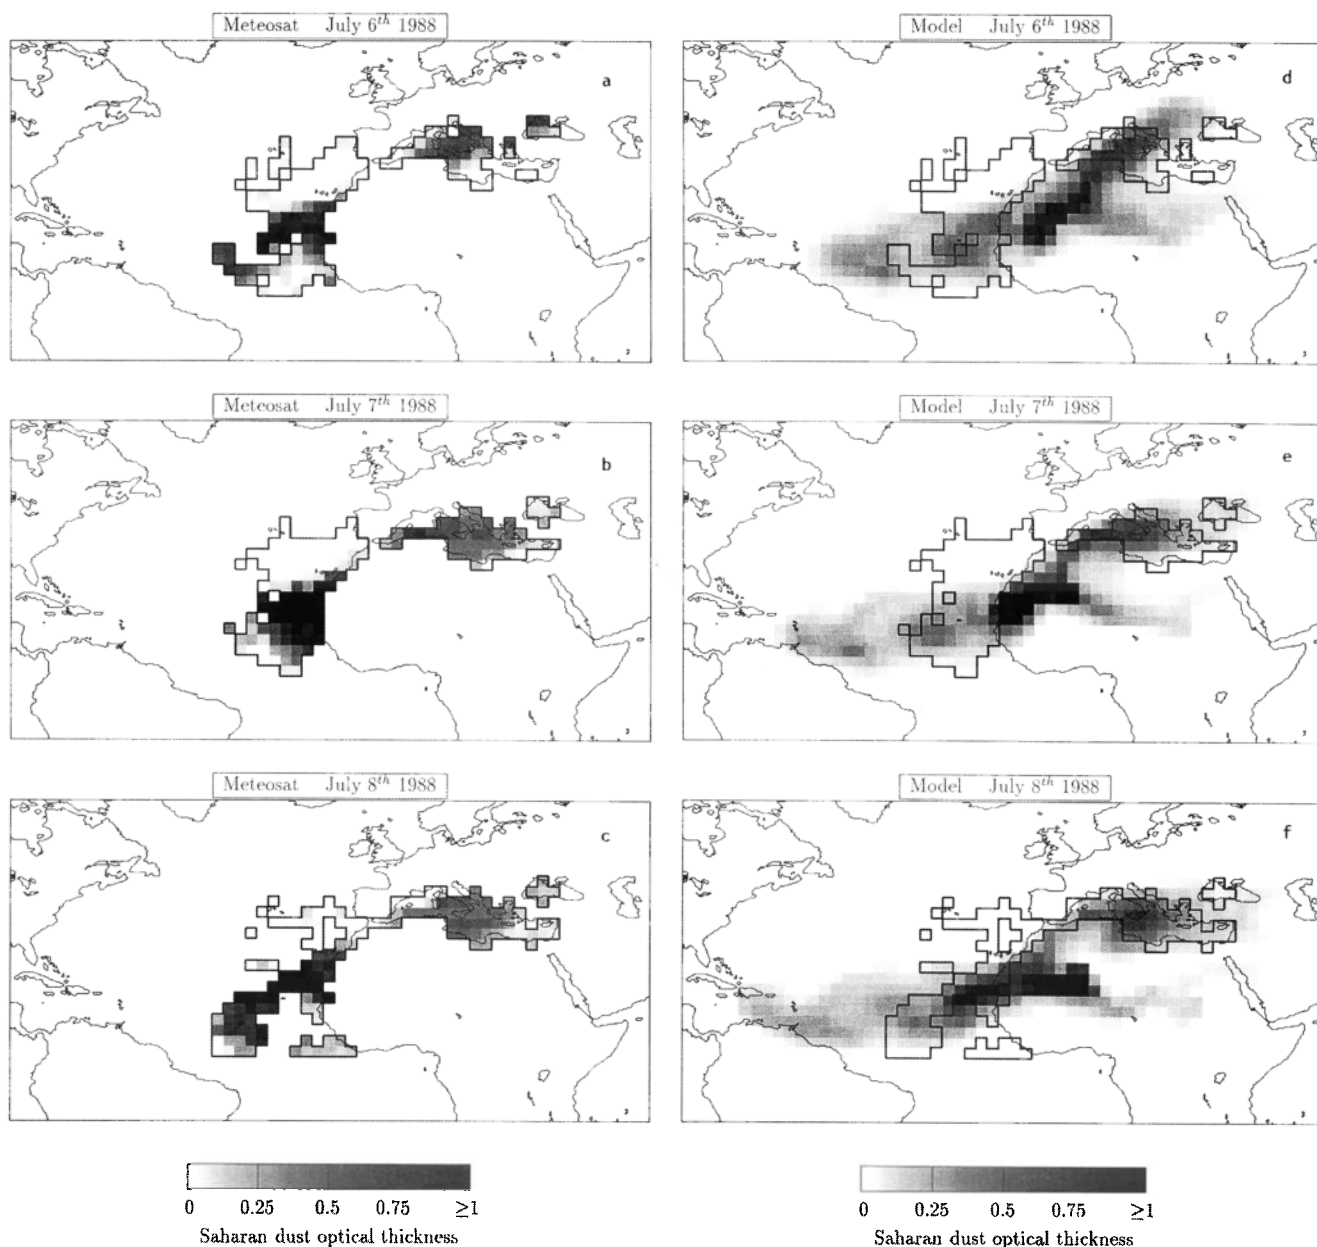 Meteosat July 6th 1988
Model July 6th 1988
a
d
Meteosat July 7th 1988
Model July 7th 1988
b
e
Meteosat July 8th 1988
Model July 8th 1988
c
f
0 0.25 0.5 0.75 ≥1
Saharan dust optical thickness
0 0.25 0.5 0.75 ≥1
Saharan dust optical thickness